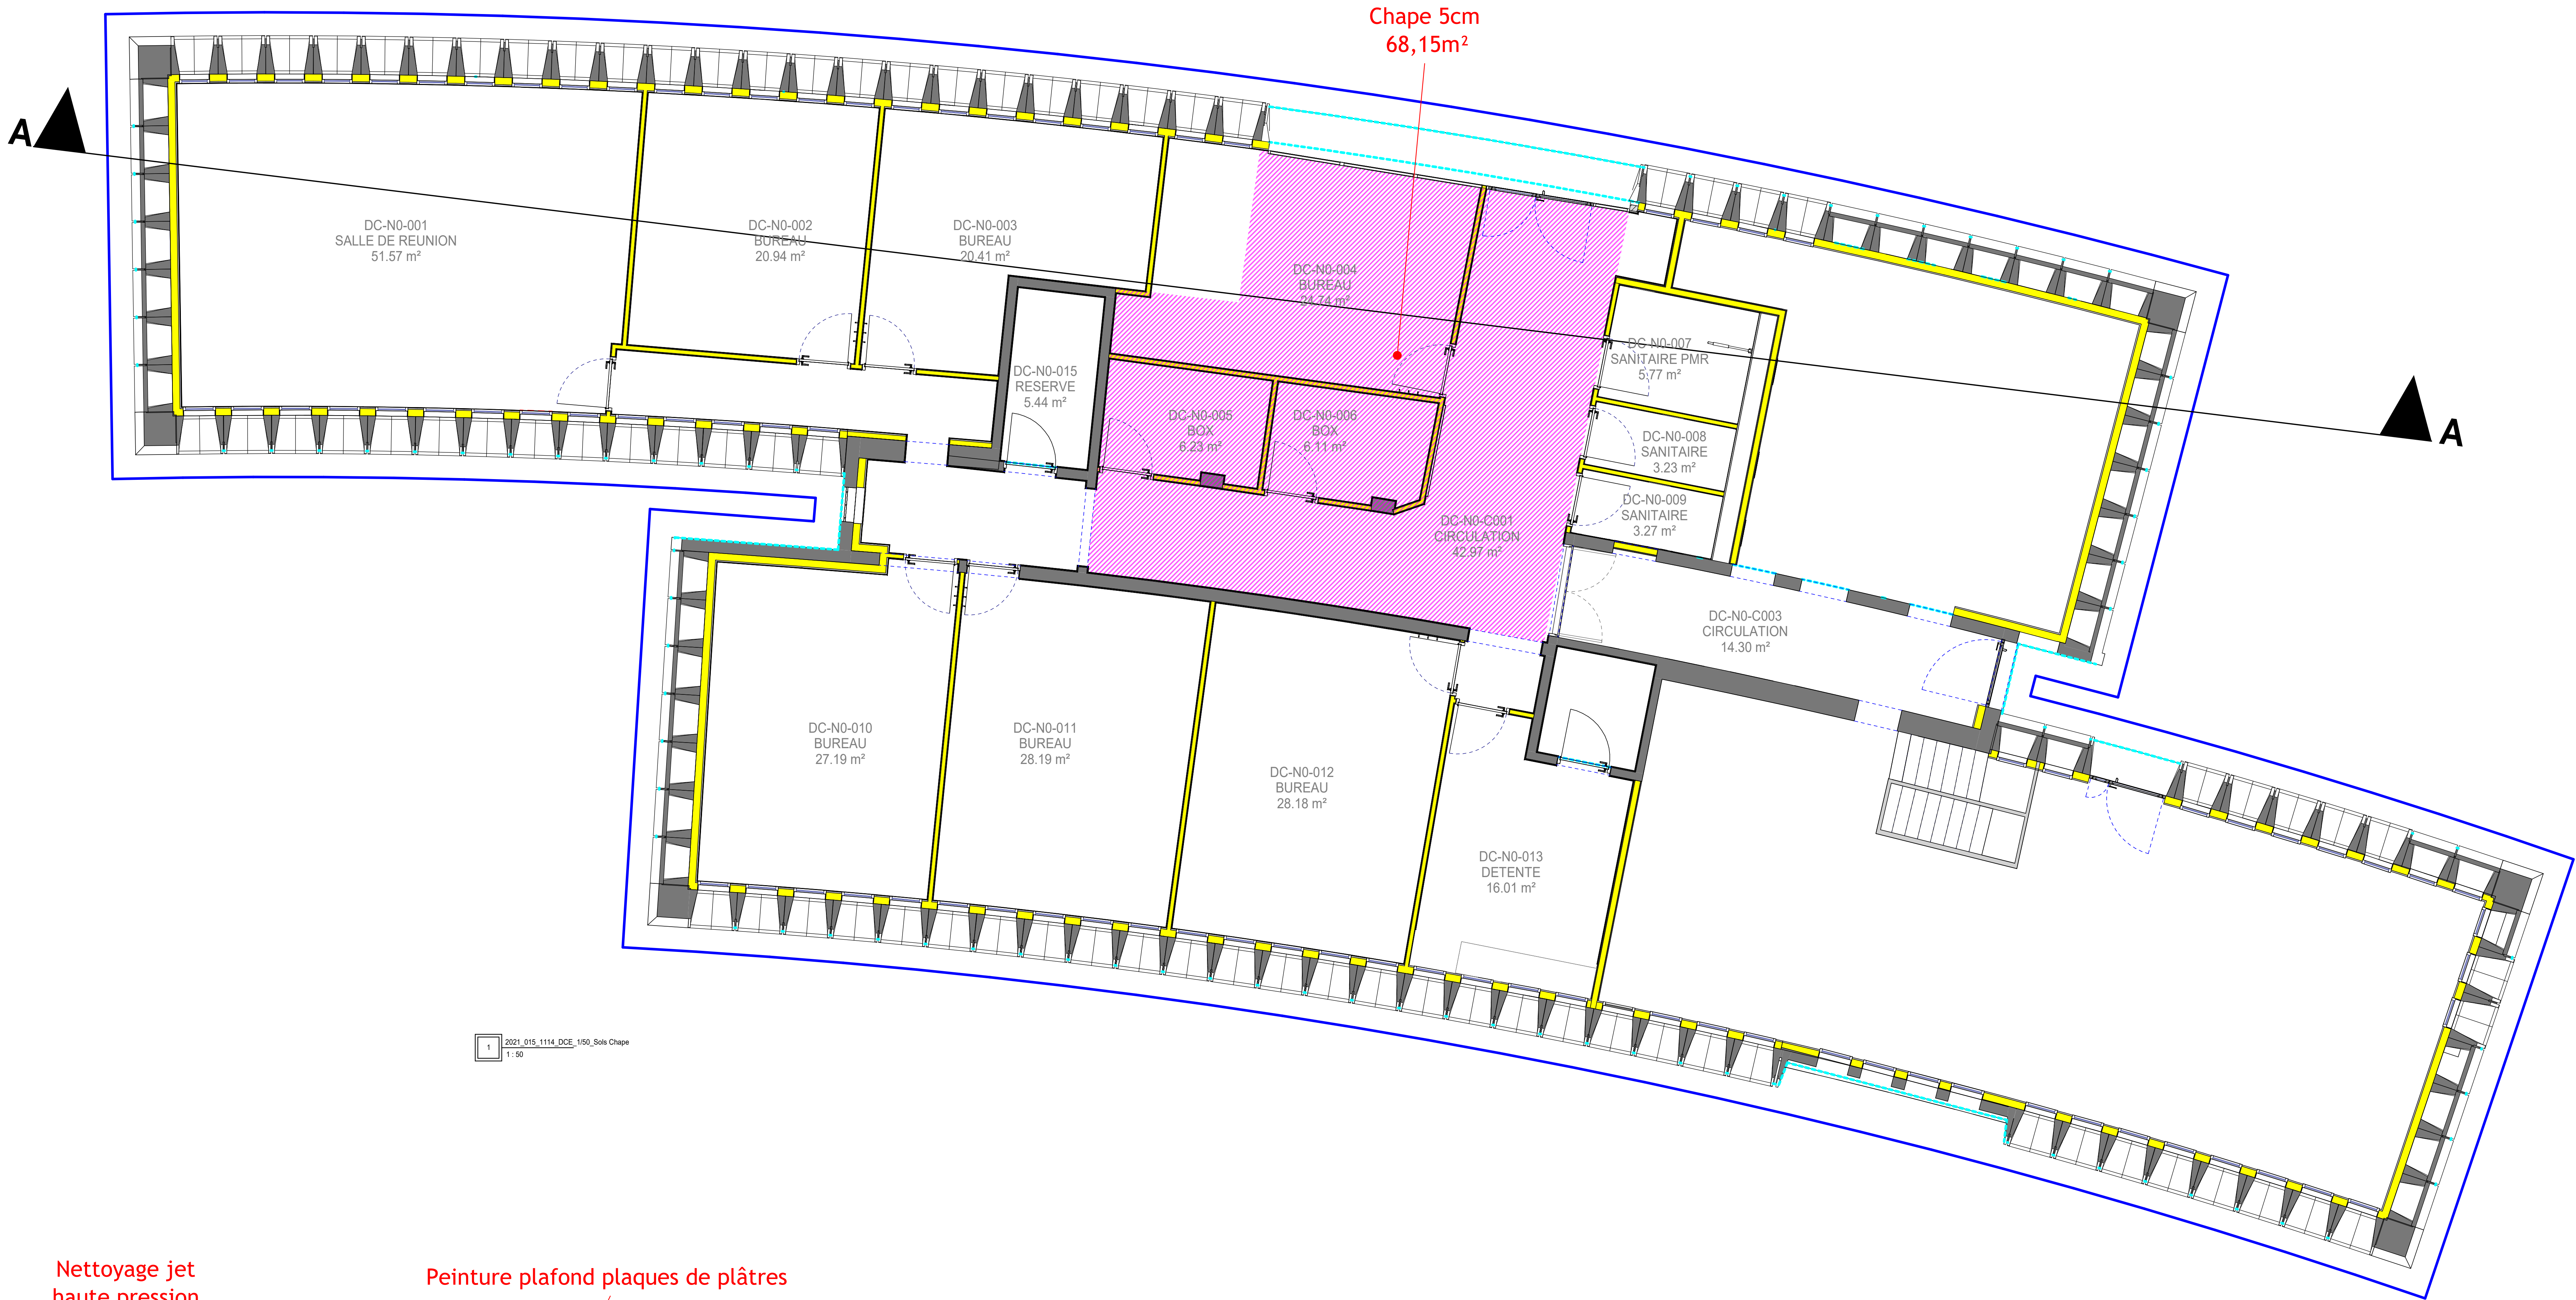 Chape 5cm
68,15m²
A
A
DC-N0-001
SALLE DE REUNION
51.57 m²
DC-N0-002
BUREAU
20.94 m²
DC-N0-003
BUREAU
20.41 m²
DC-N0-004
BUREAU
24.74 m²
DC-N0-015
RESERVE
5.44 m²
DC-N0-005
BOX
6.23 m²
DC-N0-006
BOX
6.11 m²
DC-N0-007
SANITAIRE PMR
5.77 m²
DC-N0-008
SANITAIRE
3.23 m²
DC-N0-009
SANITAIRE
3.27 m²
DC-N0-C001
CIRCULATION
42.97 m²
DC-N0-C003
CIRCULATION
14.30 m²
DC-N0-010
BUREAU
27.19 m²
DC-N0-011
BUREAU
28.19 m²
DC-N0-012
BUREAU
28.18 m²
DC-N0-013
DETENTE
16.01 m²
1
2021_015_1114_DCE_1/50_Sols Chape
1 : 50
Nettoyage jet
haute pression
Peinture plafond plaques de plâtres